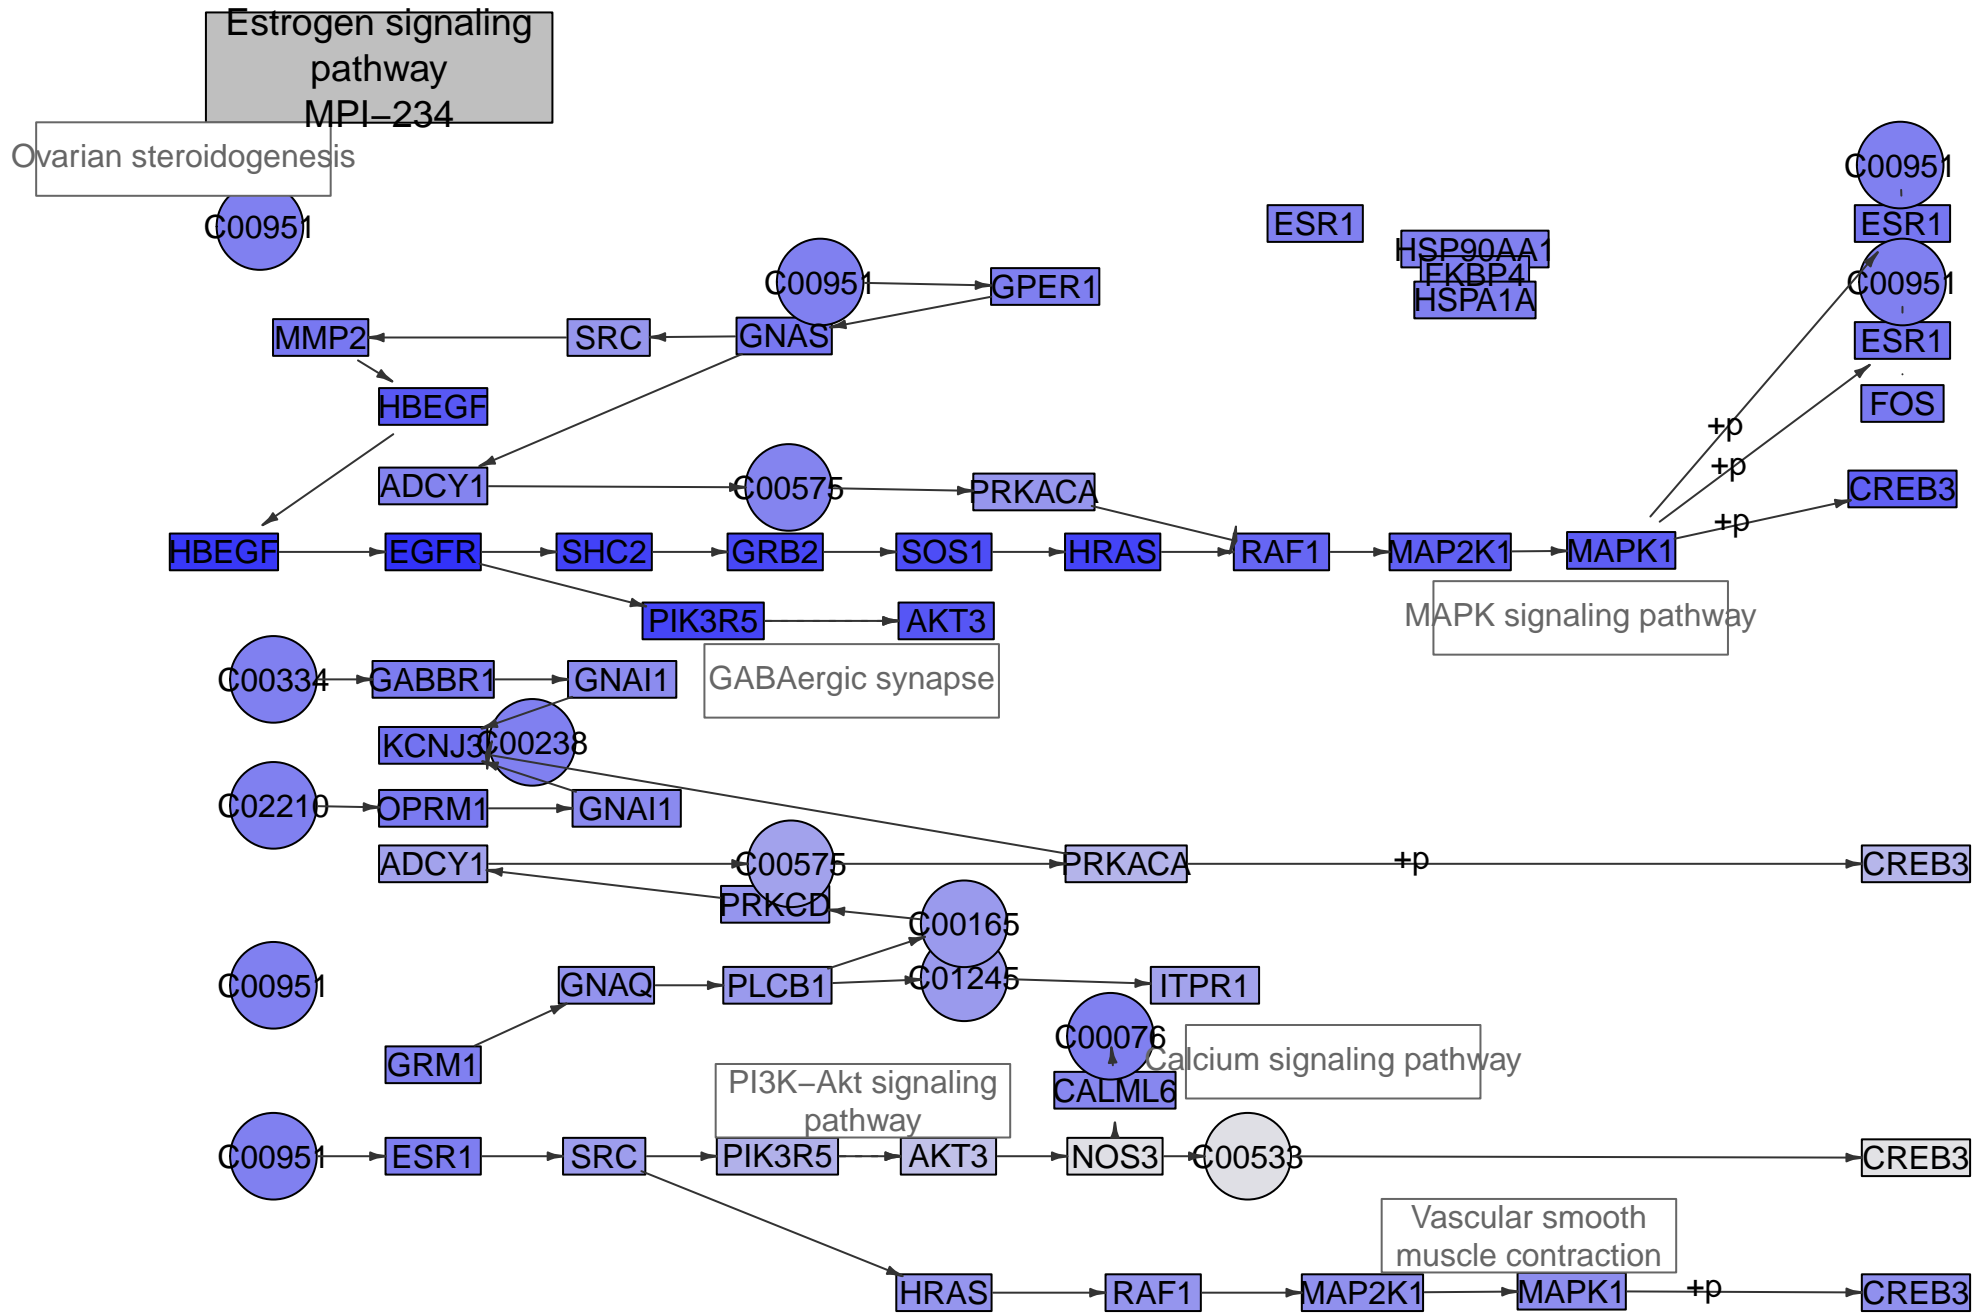 Estrogen signaling
pathway
MPI−234
Ovarian steroidogenesis
C00951
C00951
ESR1
C00951
ESR1
HSP90AA1
FKBP4
HSPA1A
C00951
GPER1
C00951
MMP2
SRC
GNAS
ESR1
HBEGF
FOS
+p
+p
ADCY1
C00575
PRKACA
CREB3
+p
HBEGF
EGFR
SHC2
GRB2
SOS1
HRAS
RAF1
MAP2K1
MAPK1
PIK3R5
AKT3
MAPK signaling pathway
C00334
GABBR1
GNAI1
GABAergic synapse
KCNJ3
C00238
C02210
OPRM1
GNAI1
ADCY1
C00575
PRKACA
+p
CREB3
PRKCD
C00165
C00951
GNAQ
PLCB1
C01245
ITPR1
C00076
Calcium signaling pathway
GRM1
CALML6
PI3K−Akt signaling
pathway
C00951
ESR1
SRC
PIK3R5
AKT3
NOS3
C00533
CREB3
Vascular smooth
muscle contraction
HRAS
RAF1
MAP2K1
MAPK1
+p
CREB3